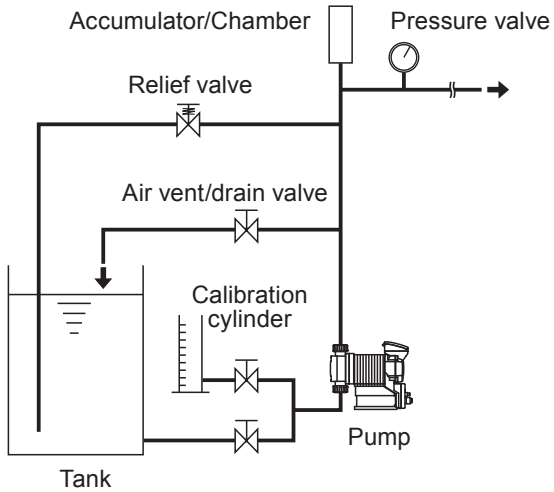 Accumulator/Chamber
Pressure valve
Relief valve
Air vent/drain valve
Calibration
cylinder
Pump
Tank